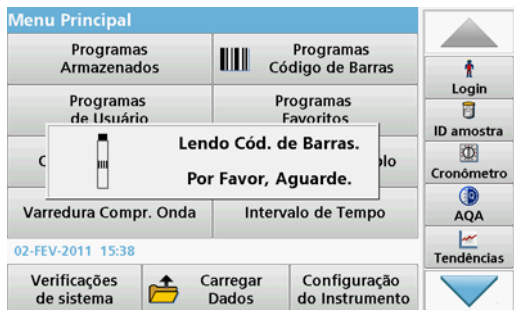 Menu Principal
Programas
Armazenados
Programas
Código de Barras
Programas
de Usuário
Programas
Favoritos
Lendo Cód. de Barras.
Por Favor, Aguarde.
Varredura Compr. Onda
Intervalo de Tempo
02-FEV-2011 15:38
Verificações
de sistema
Carregar
Dados
Configuração
do Instrumento
Login
ID amostra
Cronômetro
AQA
Tendências